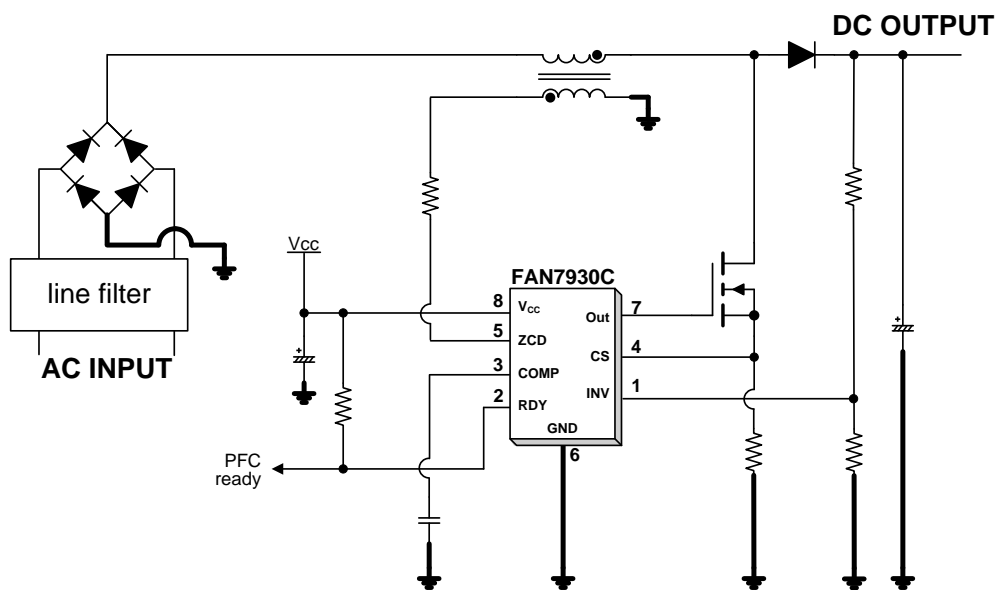 DC OUTPUT
Vcc
FAN7930C
line filter
8
VCC
7
Out
5
ZCD
AC INPUT
4
CS
3
COMP
1
INV
2
RDY
GND
6
PFC
ready
+
+